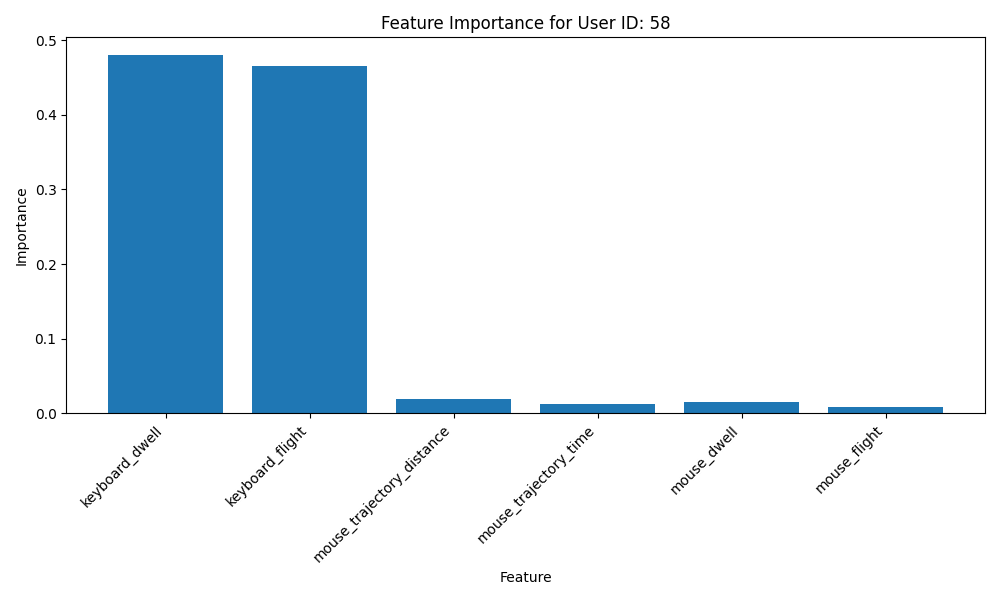 Feature Importance for User ID: 58
Importance
0.5
0.4
0.3
0.2
0.1
0.0
keyboard_dwell
keyboard_flight
mouse_trajectory_distance
mouse_trajectory_time
mouse_dwell
mouse_flight
Feature